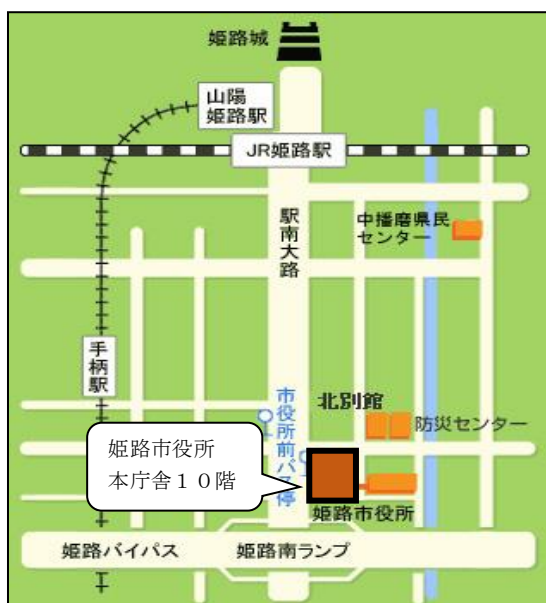 姫路城
山陽
姫路駅
JR姫路駅
駅南大路
中播磨県民
センター
手柄駅
市役所前バス停
北別館
防災センター
姫路市役所
本庁舎10階
姫路市役所
姫路バイパス
姫路南ランプ